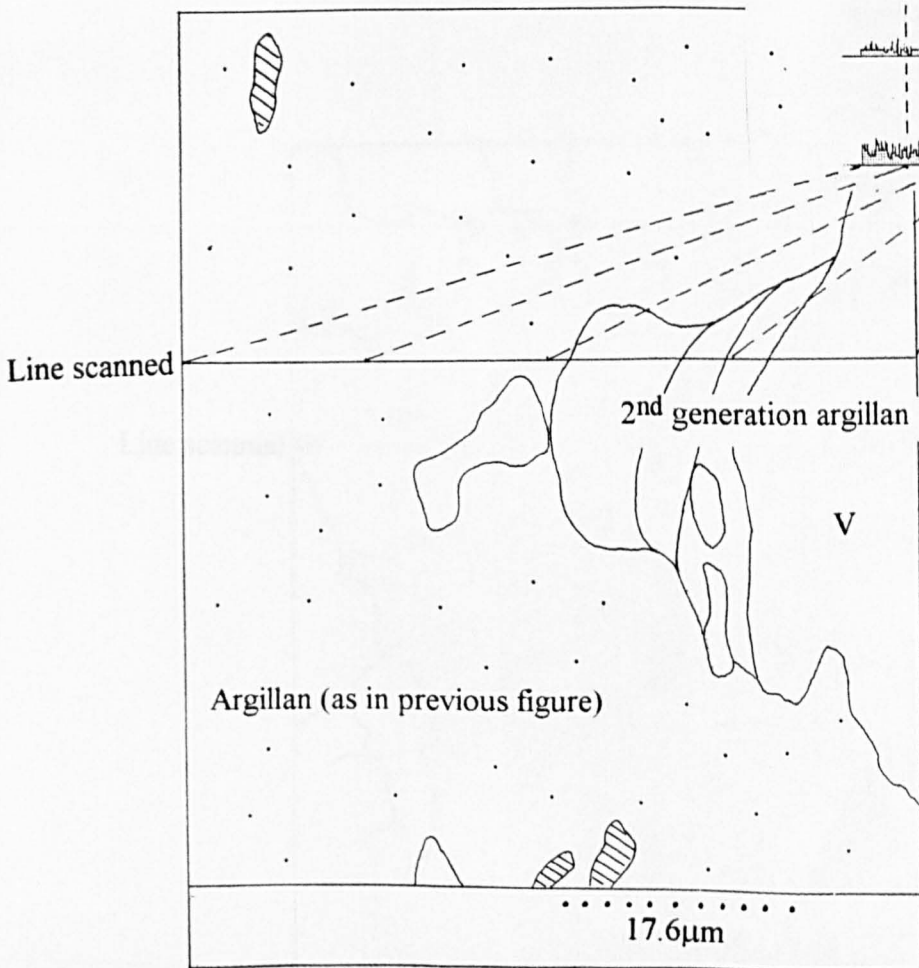 Line scanned
2nd generation argillan
V
Argillan (as in previous figure)
17.6μm